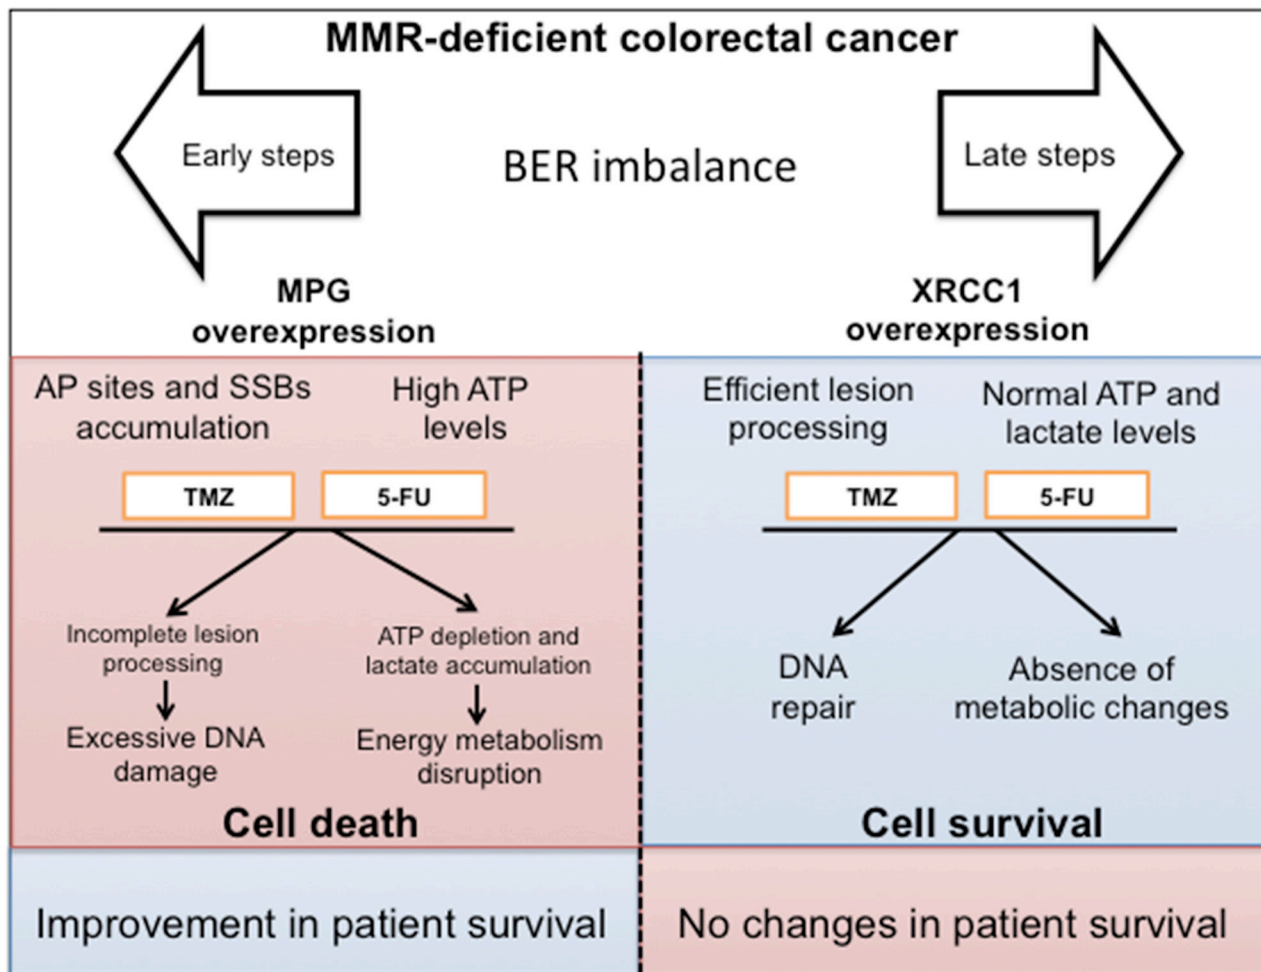 MMR-deficient colorectal cancer
Early steps
BER imbalance
Late steps
MPG
overexpression
XRCC1
overexpression
AP sites and SSBs
accumulation
High ATP
levels
TMZ
5-FU
Incomplete lesion
processing
ATP depletion and
lactate accumulation
Excessive DNA
damage
Energy metabolism
disruption
Cell death
Improvement in patient survival
Efficient lesion
processing
Normal ATP and
lactate levels
TMZ
5-FU
DNA
repair
Absence of
metabolic changes
Cell survival
No changes in patient survival